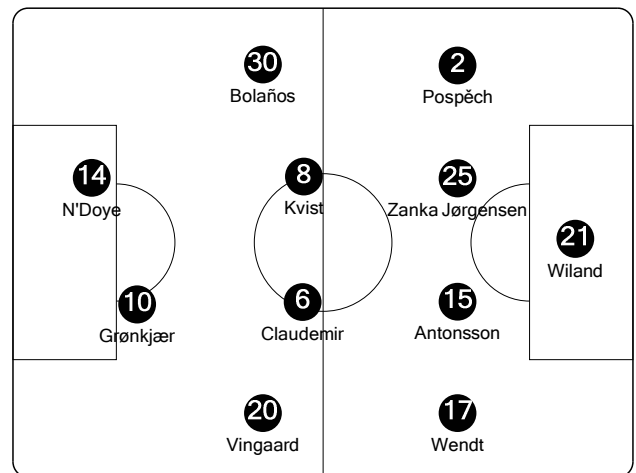 30
Bolaños
2
Pospěch
14
N'Doye
8
Kvist
25
Zanka Jørgensen
21
Wiland
10
Grønkjær
6
Claudemir
15
Antonsson
20
Vingaard
17
Wendt